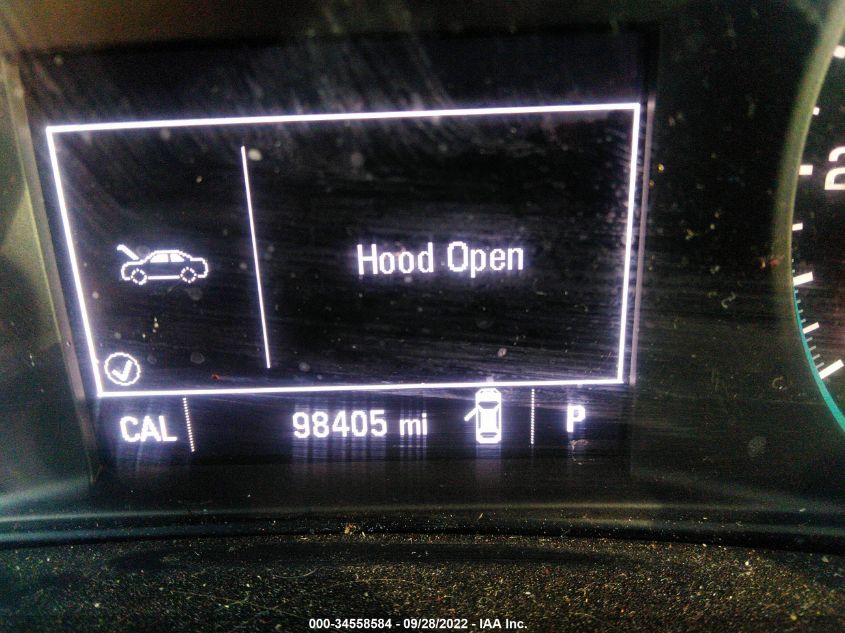 Hood Open
CAL 98405 mi P
000-34558584 - 09/28/2022 - IAA Inc.